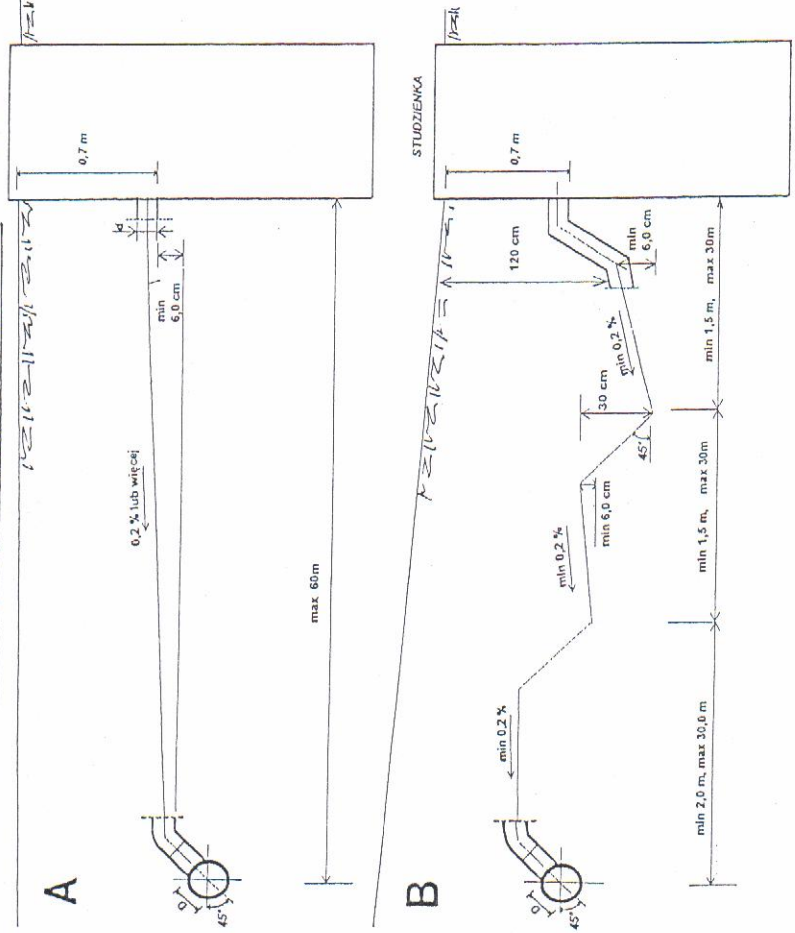 A
0,7 m
d
min
6,0 cm
0,2 % lub więcej
max 60m
D
45°
B
STUDZIENKA
0,7 m
120 cm
min
6,0 cm
min 0,2 %
30 cm
45°
min 6,0 cm
min 0,2 %
min 0,2 %
D
45°
min 2,0 m, max 30,0 m
min 1,5 m, max 30m
min 1,5 m, max 30m